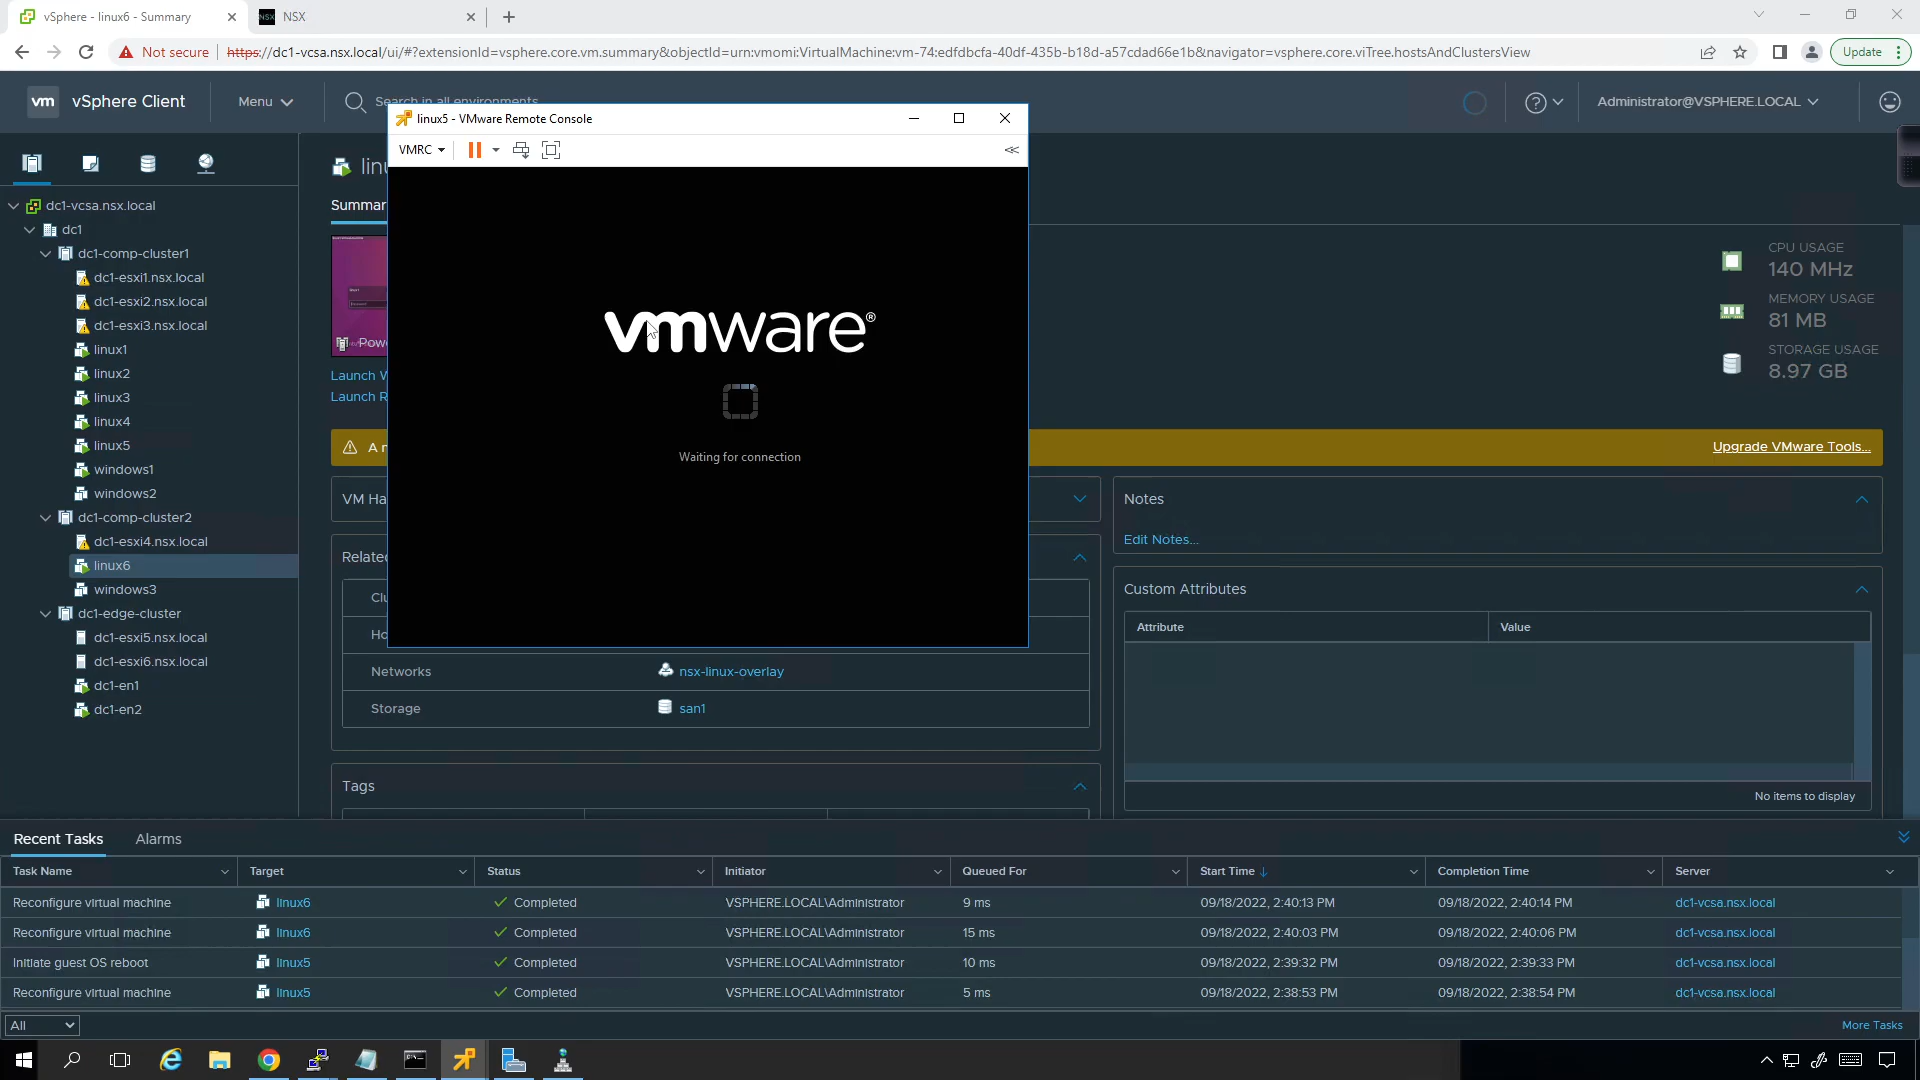 vSphere - linux6 - Summary
NSX
NSX
Not secure
https://dc1-vcsa.nsx.local/ui/#?extensionId=vsphere.core.vm.summary&objectId=urn:vmomi:VirtualMachine:vm-74:edfdbcfa-40df-435b-b18d-a57cdad66e1b&navigator=vsphere.core.viTree.hostsAndClustersView
Update
vm vSphere Client
Menu
Search in all environments
Administrator@VSPHERE.LOCAL
linux5 - VMware Remote Console
VMRC
vmware®
Waiting for connection
dc1-vcsa.nsx.local
dc1
dc1-comp-cluster1
dc1-esxi1.nsx.local
dc1-esxi2.nsx.local
dc1-esxi3.nsx.local
linux1
linux2
linux3
linux4
linux5
windows1
windows2
dc1-comp-cluster2
dc1-esxi4.nsx.local
linux6
windows3
dc1-edge-cluster
dc1-esxi5.nsx.local
dc1-esxi6.nsx.local
dc1-en1
dc1-en2
linu
Summar
Powe
Launch W
Launch R
CPU USAGE
140 MHz
MEMORY USAGE
81 MB
STORAGE USAGE
8.97 GB
A n
Upgrade VMware Tools...
VM Ha
Relate
Clu
Ho
Networks nsx-linux-overlay
Storage san1
Tags
Notes
Edit Notes...
Custom Attributes
Attribute Value
No items to display
Recent Tasks Alarms
Task Name Target Status Initiator Queued For Start Time Completion Time Server
Reconfigure virtual machine linux6 Completed VSPHERE.LOCAL\Administrator 9 ms 09/18/2022, 2:40:13 PM 09/18/2022, 2:40:14 PM dc1-vcsa.nsx.local
Reconfigure virtual machine linux6 Completed VSPHERE.LOCAL\Administrator 15 ms 09/18/2022, 2:40:03 PM 09/18/2022, 2:40:06 PM dc1-vcsa.nsx.local
Initiate guest OS reboot linux5 Completed VSPHERE.LOCAL\Administrator 10 ms 09/18/2022, 2:39:32 PM 09/18/2022, 2:39:33 PM dc1-vcsa.nsx.local
Reconfigure virtual machine linux5 Completed VSPHERE.LOCAL\Administrator 5 ms 09/18/2022, 2:38:53 PM 09/18/2022, 2:38:54 PM dc1-vcsa.nsx.local
All
More Tasks